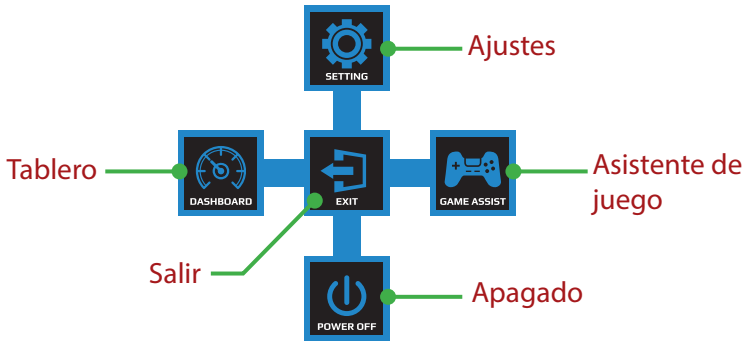 SETTING
Ajustes
Tablero
DASHBOARD
EXIT
GAME ASSIST
Asistente de
juego
Salir
POWER OFF
Apagado